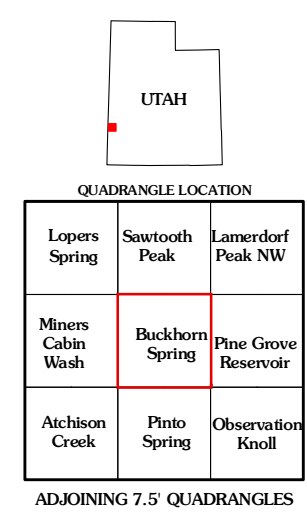 UTAH
QUADRANGLE LOCATION
Lopers
Spring
Sawtooth
Peak
Lamerdorf
Peak NW
Miners
Cabin
Wash
Buckhorn
Spring
Pine Grove
Reservoir
Atchison
Creek
Pinto
Spring
Observation
Knoll
ADJOINING 7.5' QUADRANGLES